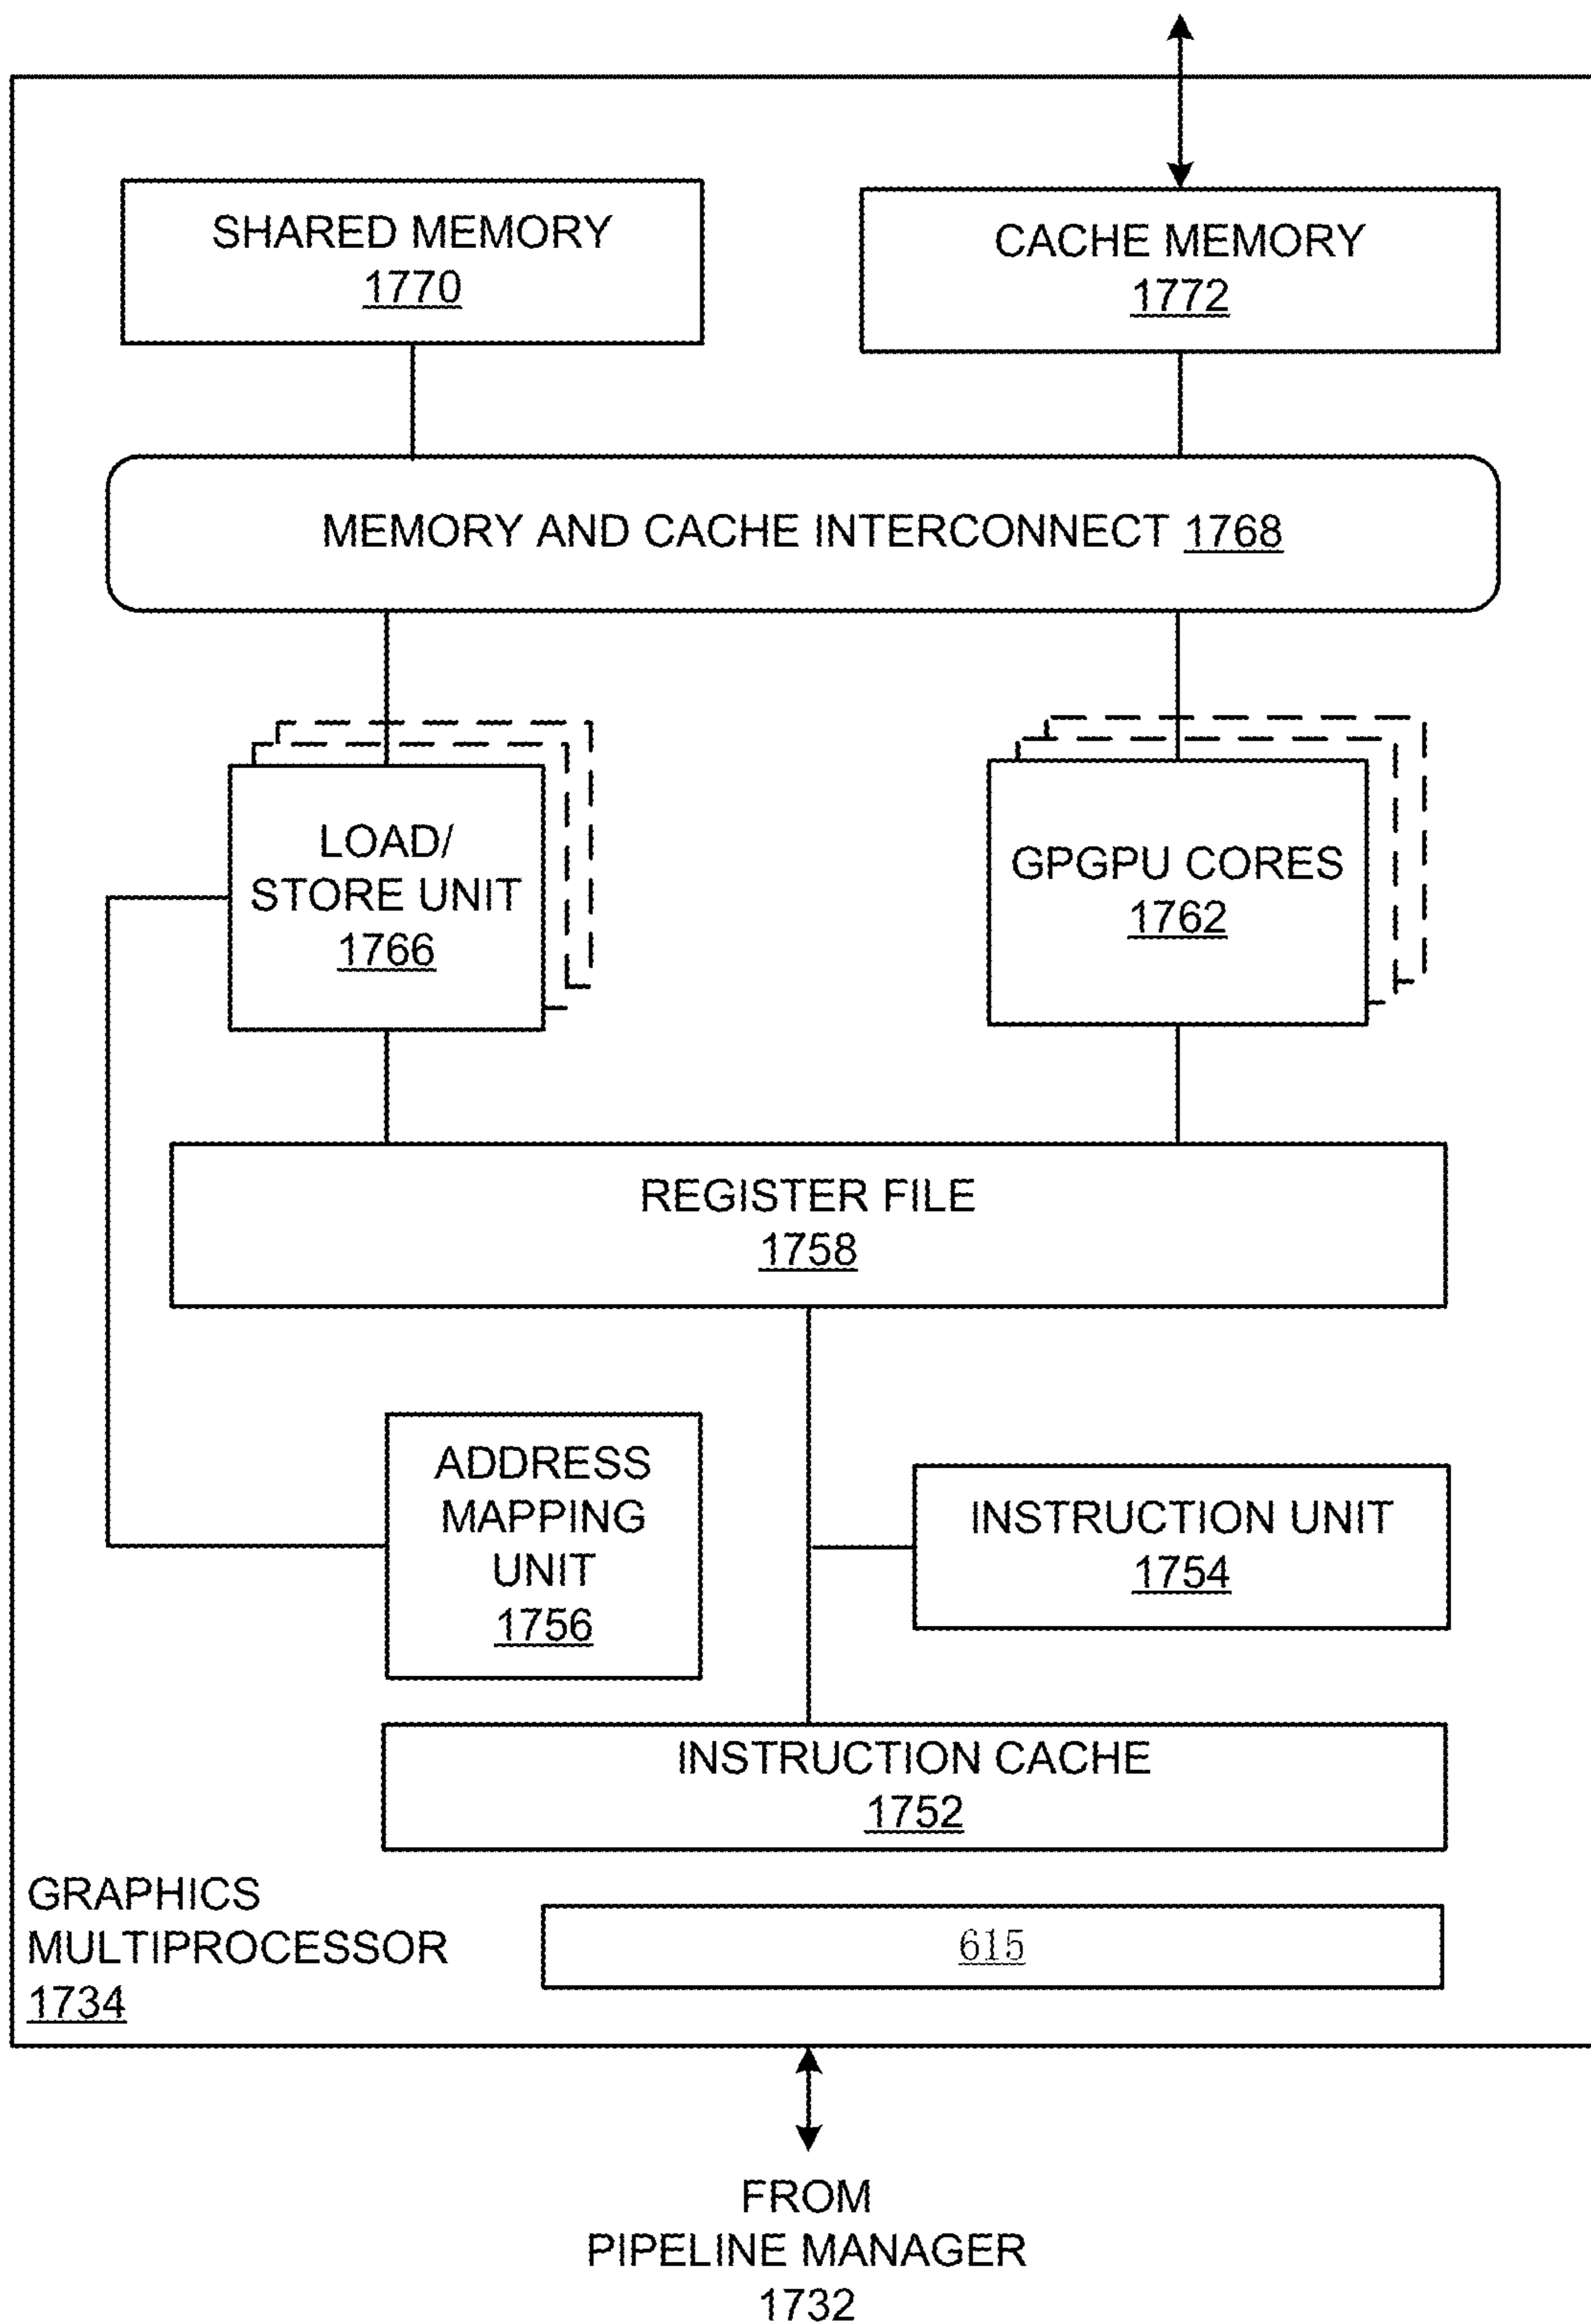 SHARED MEMORY
1770
CACHE MEMORY
1772
MEMORY AND CACHE INTERCONNECT 1768
LOAD/
STORE UNIT
1766
GPGPU CORES
1762
REGISTER FILE
1758
ADDRESS
MAPPING
UNIT
1756
INSTRUCTION UNIT
1754
INSTRUCTION CACHE
1752
GRAPHICS
MULTIPROCESSOR
1734
615
FROM
PIPELINE MANAGER
1732